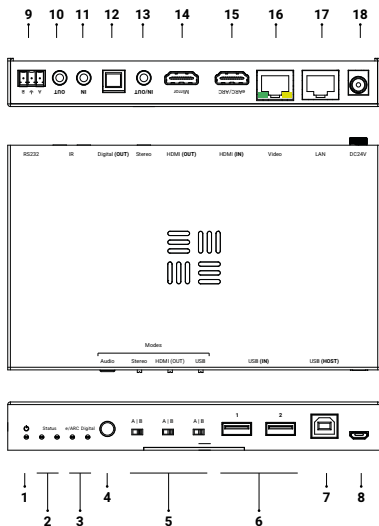 9 10 11 12 13 14 15 16 17 18
OUT IN IN/OUT Mirror eARC/ARC
RS232 IR Digital (OUT) Stereo HDMI (OUT) HDMI (IN) Video LAN DC24V
Modes
Audio Stereo HDMI (OUT) USB USB (IN) USB (HOST)
Status e/ARC Digital A | B A | B A | B 1 2
1 2 3 4 5 6 7 8